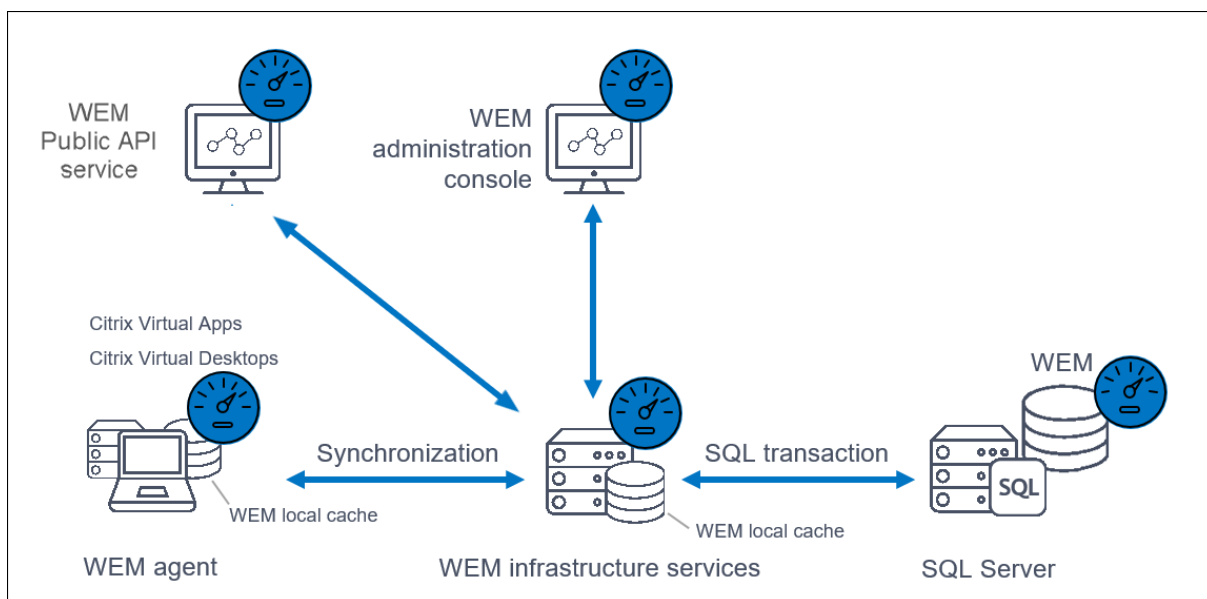 WEM
Public API
service
WEM
administration
console
Citrix Virtual Apps
Citrix Virtual Desktops
WEM
Synchronization
SQL transaction
SQL
WEM local cache
WEM local cache
WEM agent
WEM infrastructure services
SQL Server